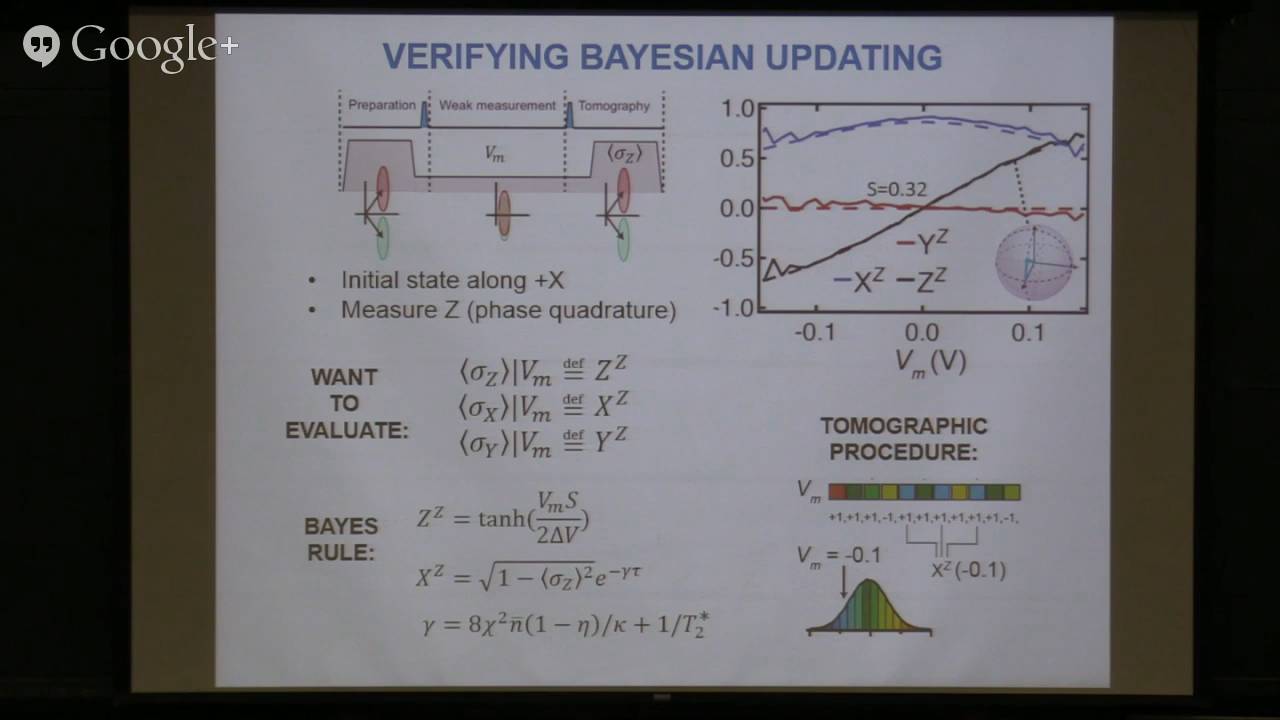 Google+
VERIFYING BAYESIAN UPDATING
Preparation Weak measurement Tomography
V_m ⟨σ_Z⟩
• Initial state along +X
• Measure Z (phase quadrature)
1.0
0.5
0.0
-0.5
-1.0
S=0.32
Y^Z
X^Z Z^Z
-0.1 0.0 0.1
V_m (V)
WANT
TO
EVALUATE:
⟨σ_Z⟩|V_m ≝ Z^Z
⟨σ_X⟩|V_m ≝ X^Z
⟨σ_Y⟩|V_m ≝ Y^Z
BAYES
RULE:
Z^Z = tanh(V_m S / 2ΔV)
X^Z = √(1 − ⟨σ_Z⟩²) e^{−γτ}
γ = 8χ²n̄(1 − η)/κ + 1/T₂*
TOMOGRAPHIC
PROCEDURE:
V_m
+1,+1,+1,-1,+1,+1,+1,+1,+1,+1,-1,
V_m = -0.1
X^Z(-0.1)